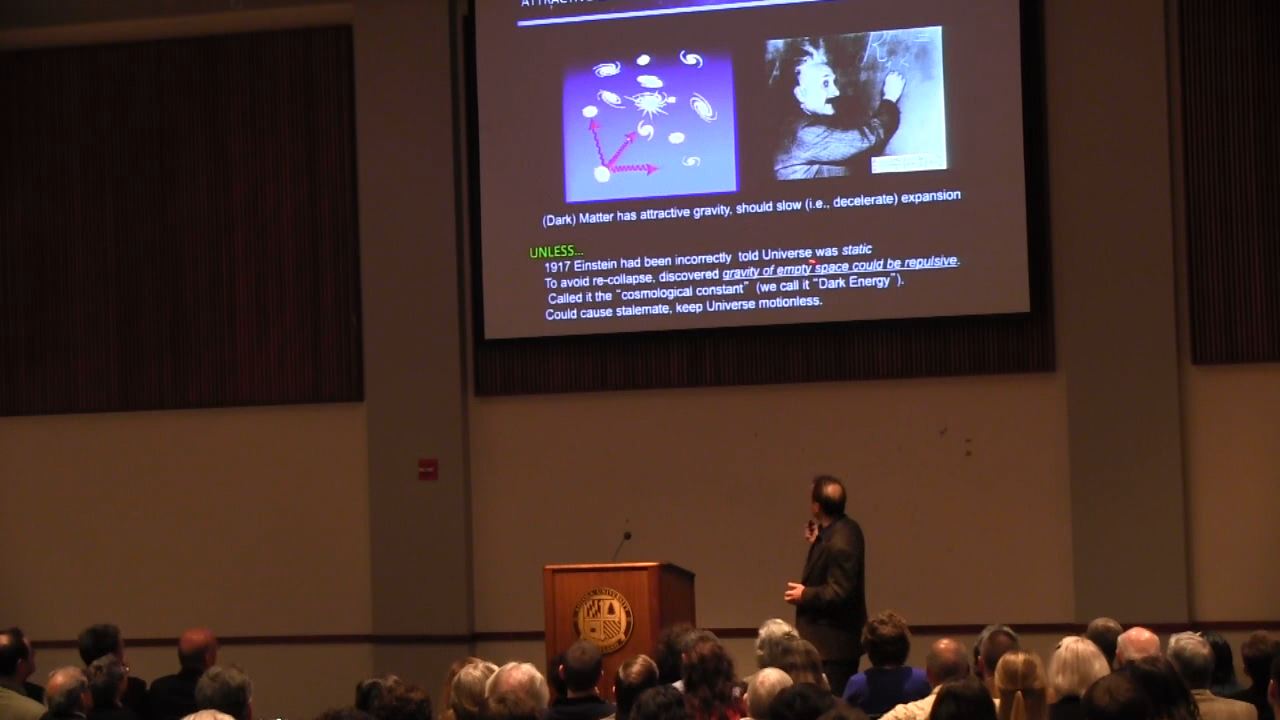 (Dark) Matter has attractive gravity, should slow (i.e., decelerate) expansion
UNLESS...
1917 Einstein had been incorrectly told Universe was static
To avoid re-collapse, discovered gravity of empty space could be repulsive.
Called it the "cosmological constant" (we call it "Dark Energy").
Could cause stalemate, keep Universe motionless.